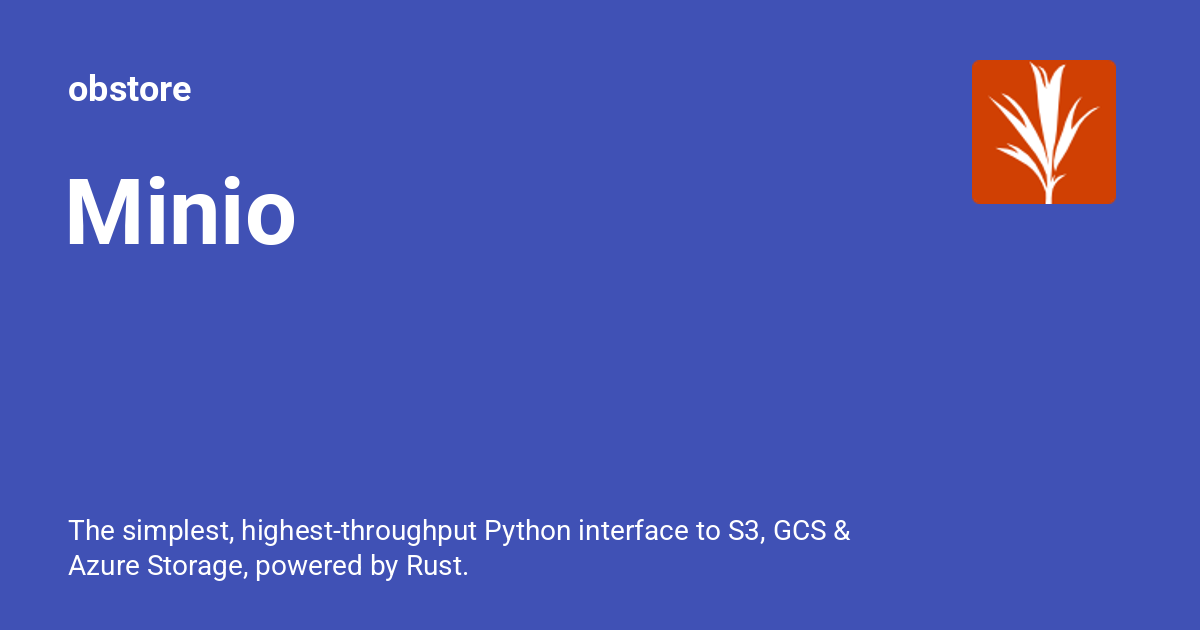 obstore
Minio
The simplest, highest-throughput Python interface to S3, GCS &
Azure Storage, powered by Rust.